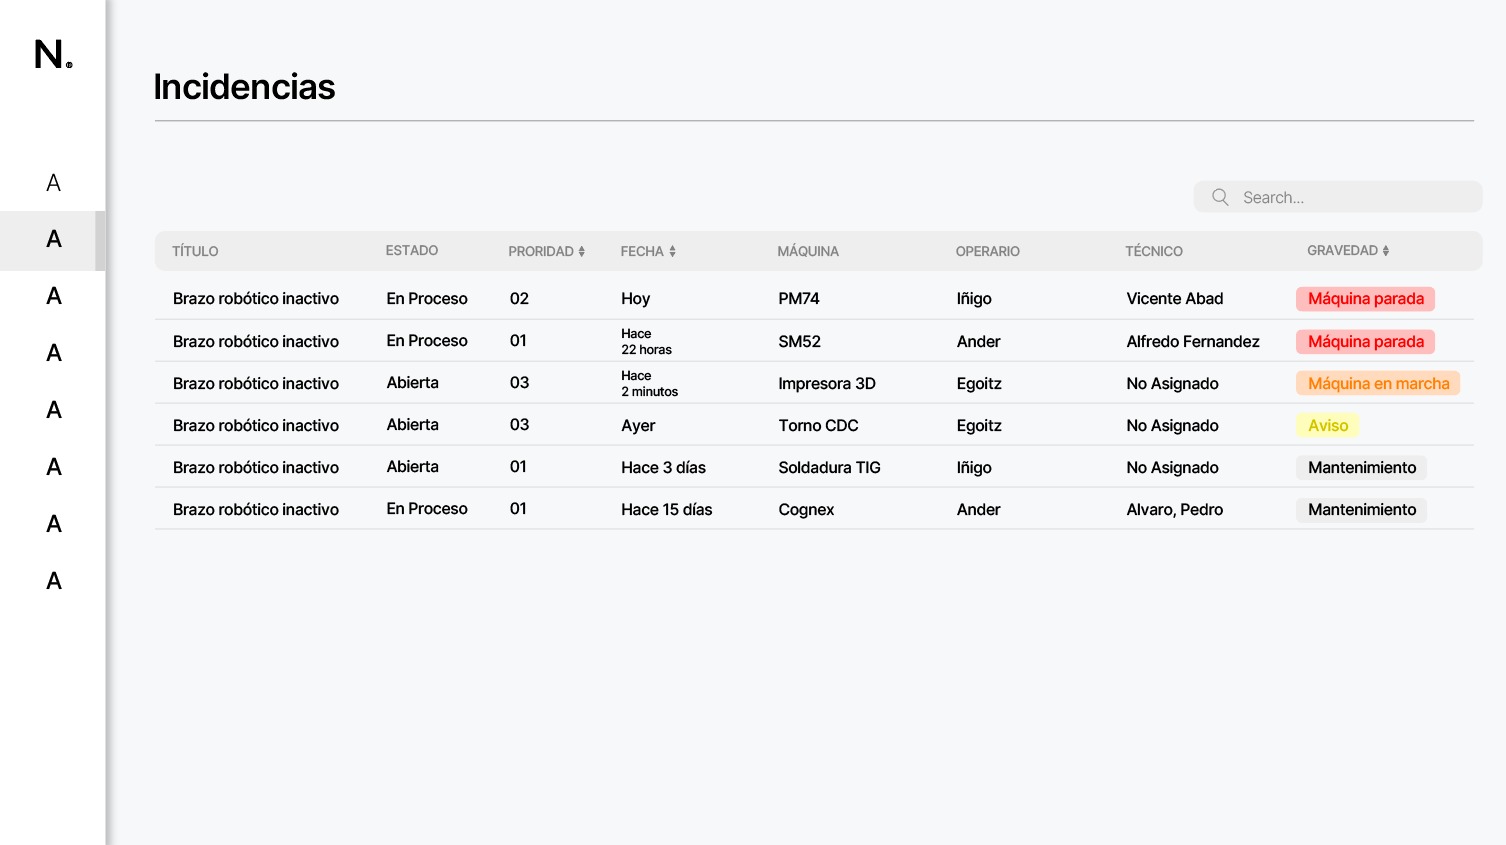 N.®
Incidencias
A
A
A
A
A
A
A
A
Search...
TÍTULO ESTADO PRORIDAD FECHA MÁQUINA OPERARIO TÉCNICO GRAVEDAD
Brazo robótico inactivo En Proceso 02 Hoy PM74 Iñigo Vicente Abad Máquina parada
Brazo robótico inactivo En Proceso 01 Hace
22 horas SM52 Ander Alfredo Fernandez Máquina parada
Brazo robótico inactivo Abierta 03 Hace
2 minutos Impresora 3D Egoitz No Asignado Máquina en marcha
Brazo robótico inactivo Abierta 03 Ayer Torno CDC Egoitz No Asignado Aviso
Brazo robótico inactivo Abierta 01 Hace 3 días Soldadura TIG Iñigo No Asignado Mantenimiento
Brazo robótico inactivo En Proceso 01 Hace 15 días Cognex Ander Alvaro, Pedro Mantenimiento